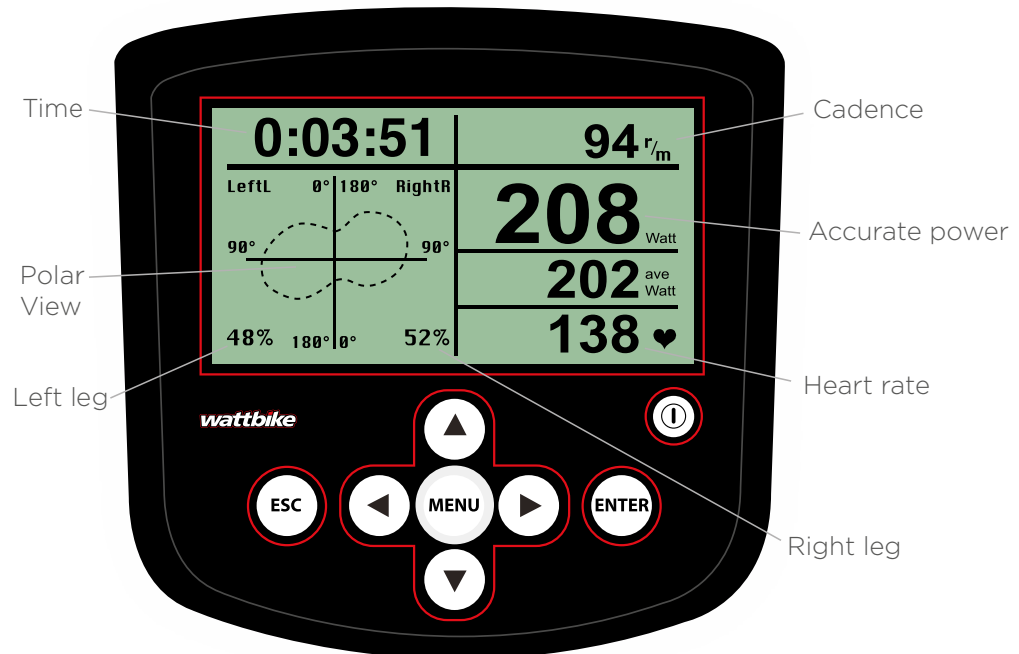 Time
Cadence
0:03:51
94 r/m
LeftL 0° 180° RightR
208 Watt
Accurate power
90° 90°
Polar
View
202 ave
Watt
48% 180° 0° 52%
138
Left leg
Heart rate
wattbike
ESC
MENU
ENTER
Right leg